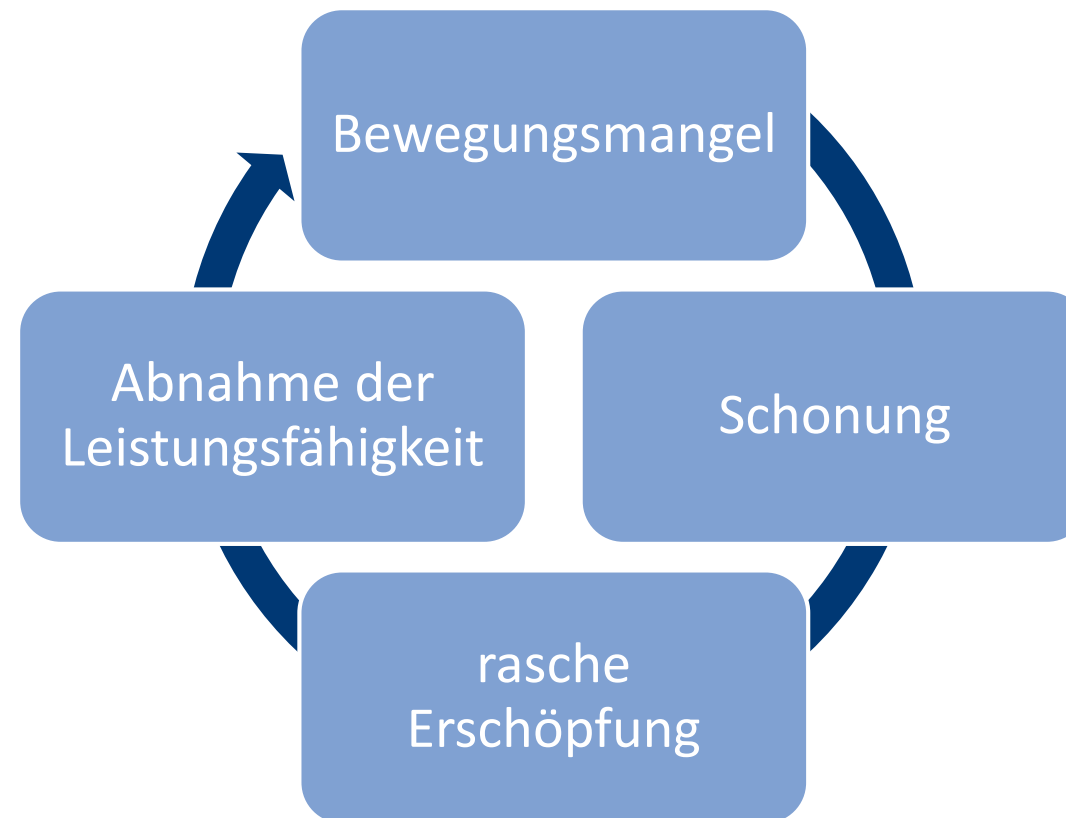 Bewegungsmangel
Abnahme der
Leistungsfähigkeit
Schonung
rasche
Erschöpfung